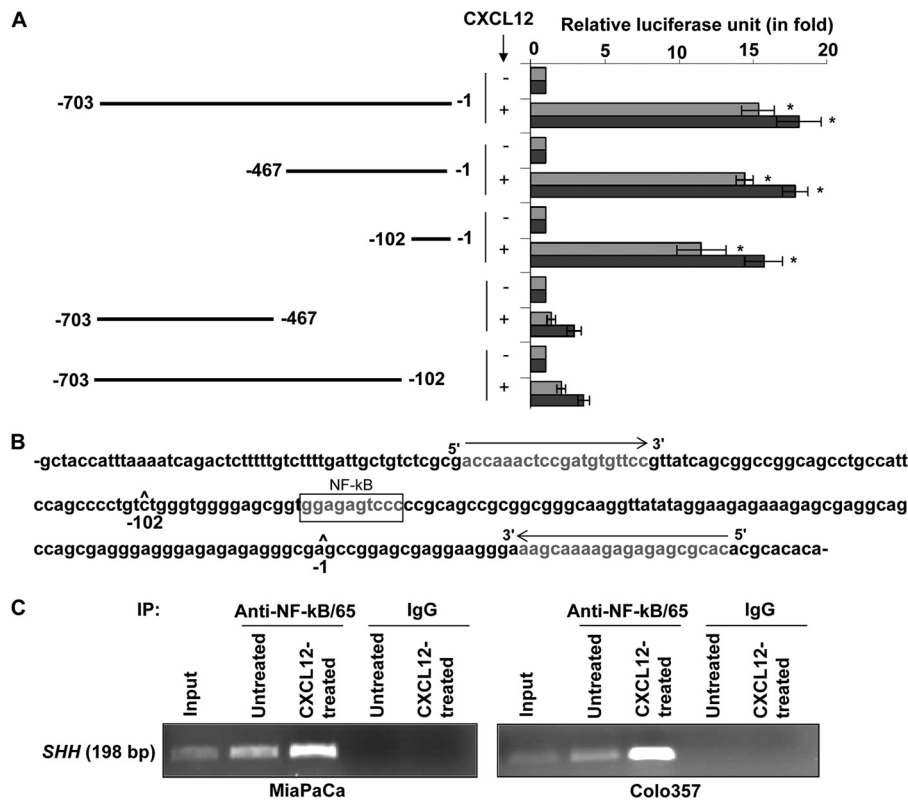 A
CXCL12
Relative luciferase unit (in fold)
0 5 10 15 20
-703 -1 - + * *
-467 -1 - + * *
-102 -1 - + * *
-703 -467 - +
-703 -102 - +
B
5' 3'
-gctaccatttaaaatcagactctttttgtcttttgattgctgtctcgcgaccaaactccgatgtgttccgttatcagcggccggcagcctgccatt
NF-kB
ccagcccctgtctgggtggggagcggtggagagtcccccgcagccgcggcgggcaaggttatataggaagagaaagagcgaggcag
^
-102
3' 5'
ccagcgagggagggagagagagggcgagccggagcgaggaagggaaagcaaaagagagagcgcacacgcacaca-
^
-1
C
IP: Anti-NF-kB/65 IgG Anti-NF-kB/65 IgG
Input Untreated CXCL12-treated Untreated CXCL12-treated Input Untreated CXCL12-treated Untreated CXCL12-treated
SHH (198 bp)
MiaPaCa Colo357